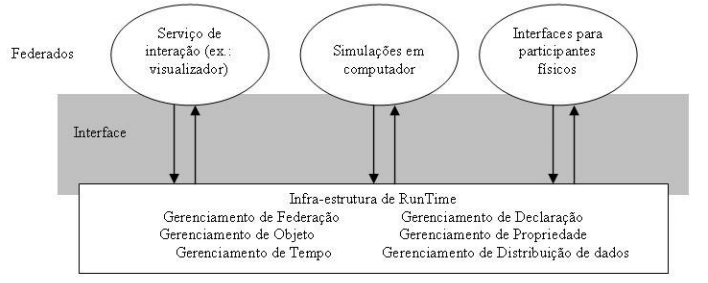 Federados
Serviço de
interação (ex.:
visualizador)
Simulações em
computador
Interfaces para
participantes
físicos
Interface
Infra-estrutura de RunTime
Gerenciamento de Federação Gerenciamento de Declaração
Gerenciamento de Objeto Gerenciamento de Propriedade
Gerenciamento de Tempo Gerenciamento de Distribuição de dados